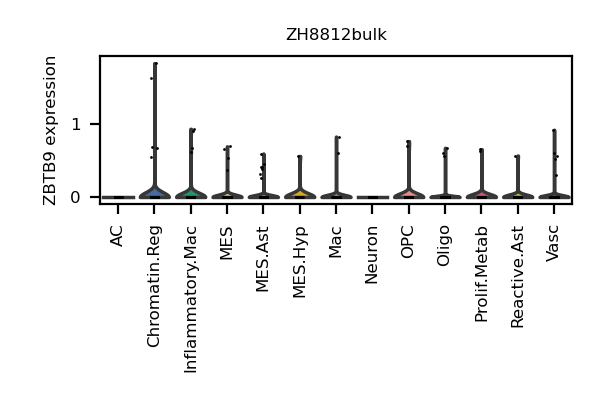 ZH8812bulk
ZBTB9 expression
1
0
AC
Chromatin.Reg
Inflammatory.Mac
MES
MES.Ast
MES.Hyp
Mac
Neuron
OPC
Oligo
Prolif.Metab
Reactive.Ast
Vasc